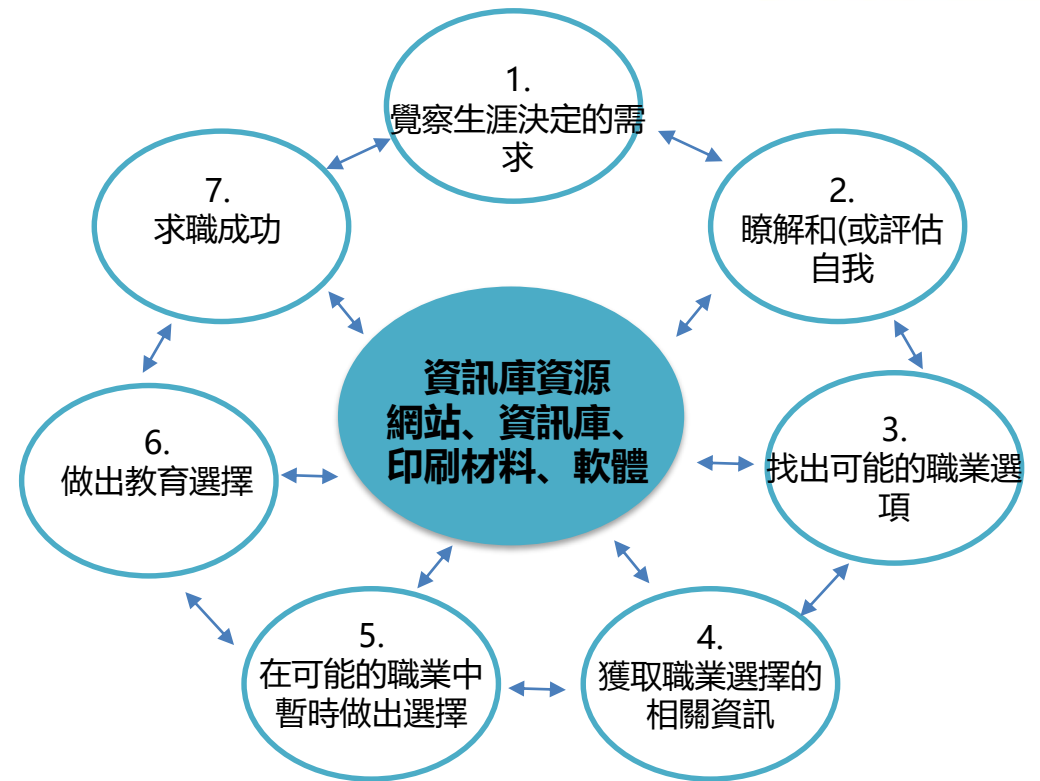 1.
覺察生涯決定的需
求
2.
瞭解和(或評估
自我
3.
找出可能的職業選
項
4.
獲取職業選擇的
相關資訊
5.
在可能的職業中
暫時做出選擇
6.
做出教育選擇
7.
求職成功
資訊庫資源
網站、資訊庫、
印刷材料、軟體